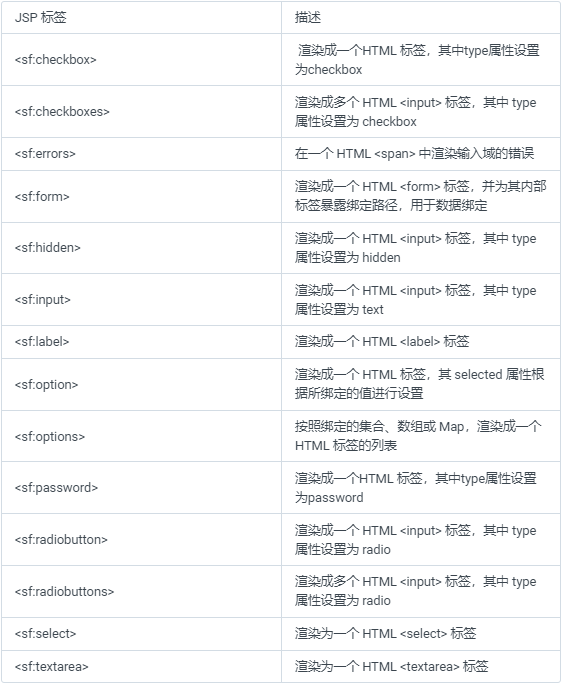 JSP 标签
描述
<sf:checkbox>
渲染成一个HTML 标签，其中type属性设置
为checkbox
<sf:checkboxes>
渲染成多个 HTML <input> 标签，其中 type
属性设置为 checkbox
<sf:errors>
在一个 HTML <span> 中渲染输入域的错误
<sf:form>
渲染成一个 HTML <form> 标签，并为其内部
标签暴露绑定路径，用于数据绑定
<sf:hidden>
渲染成一个 HTML <input> 标签，其中 type
属性设置为 hidden
<sf:input>
渲染成一个 HTML <input> 标签，其中 type
属性设置为 text
<sf:label>
渲染成一个 HTML <label> 标签
<sf:option>
渲染成一个 HTML 标签，其 selected 属性根
据所绑定的值进行设置
<sf:options>
按照绑定的集合、数组或 Map，渲染成一个
HTML 标签的列表
<sf:password>
渲染成一个HTML 标签，其中type属性设置
为password
<sf:radiobutton>
渲染成一个 HTML <input> 标签，其中 type
属性设置为 radio
<sf:radiobuttons>
渲染成多个 HTML <input> 标签，其中 type
属性设置为 radio
<sf:select>
渲染为一个 HTML <select> 标签
<sf:textarea>
渲染为一个 HTML <textarea> 标签